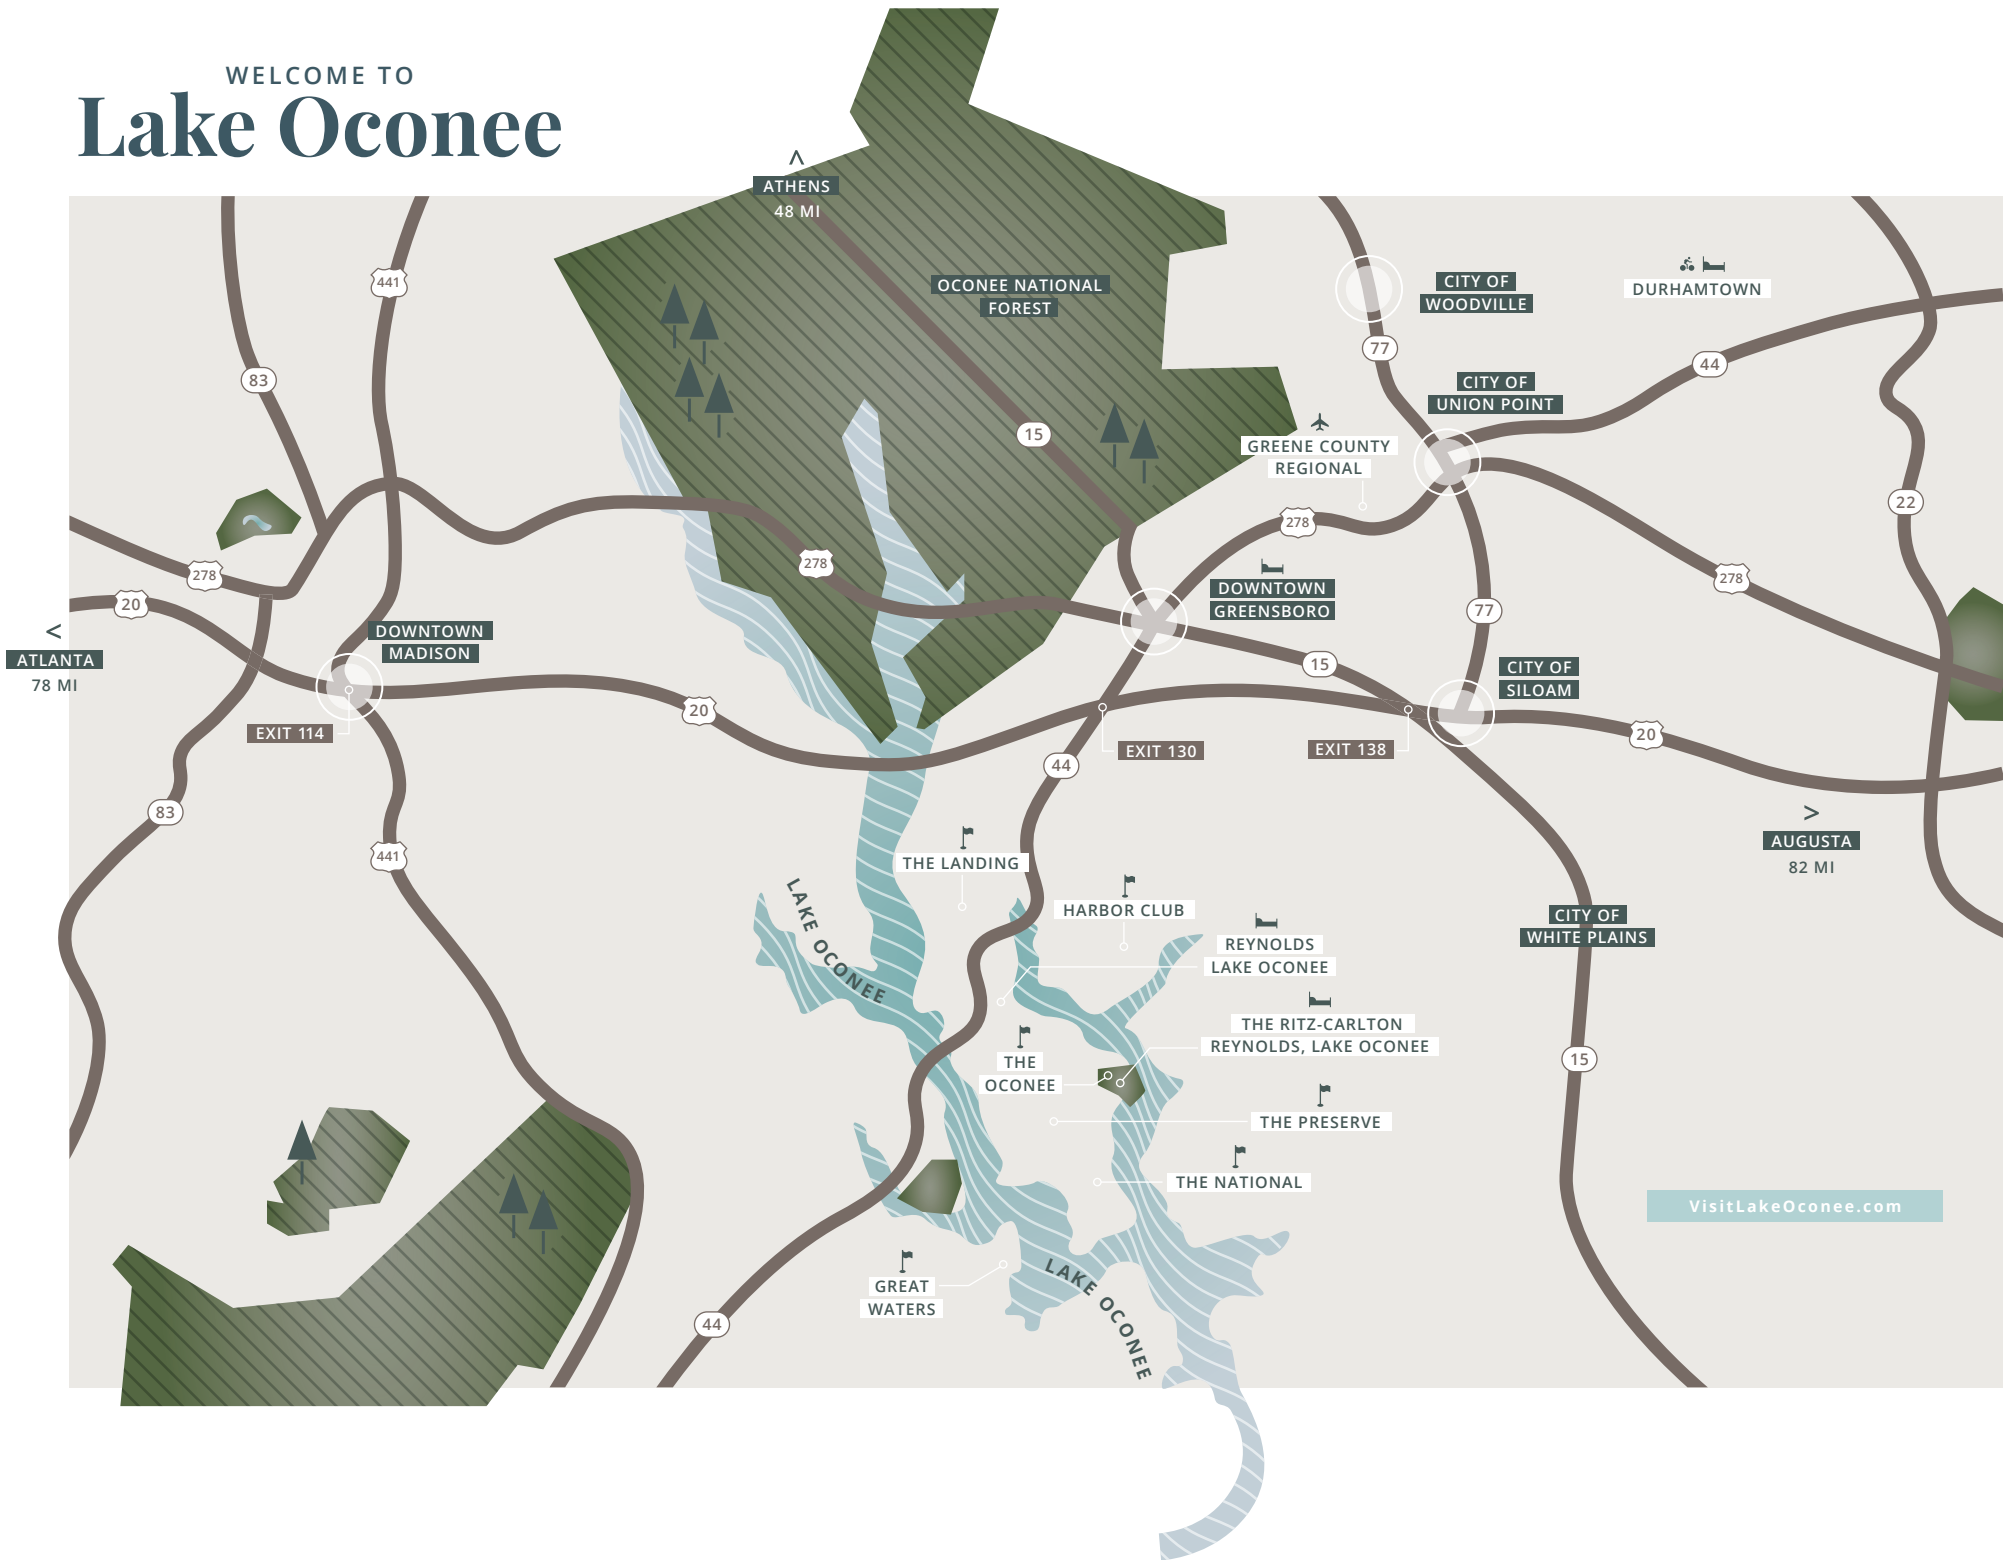 WELCOME TO
Lake Oconee
^
ATHENS
48 MI
441
OCONEE NATIONAL
FOREST
CITY OF
WOODVILLE
DURHAMTOWN
77
44
83
CITY OF
UNION POINT
15
GREENE COUNTY
REGIONAL
22
278
278
278
278
20
DOWNTOWN
GREENSBORO
77
<
ATLANTA
78 MI
DOWNTOWN
MADISON
15
CITY OF
SILOAM
20
EXIT 114
EXIT 130
EXIT 138
20
44
83
441
>
AUGUSTA
82 MI
THE LANDING
LAKE OCONEE
HARBOR CLUB
CITY OF
WHITE PLAINS
REYNOLDS
LAKE OCONEE
THE RITZ-CARLTON
REYNOLDS, LAKE OCONEE
THE
OCONEE
15
THE PRESERVE
THE NATIONAL
VisitLakeOconee.com
GREAT
WATERS
LAKE OCONEE
44